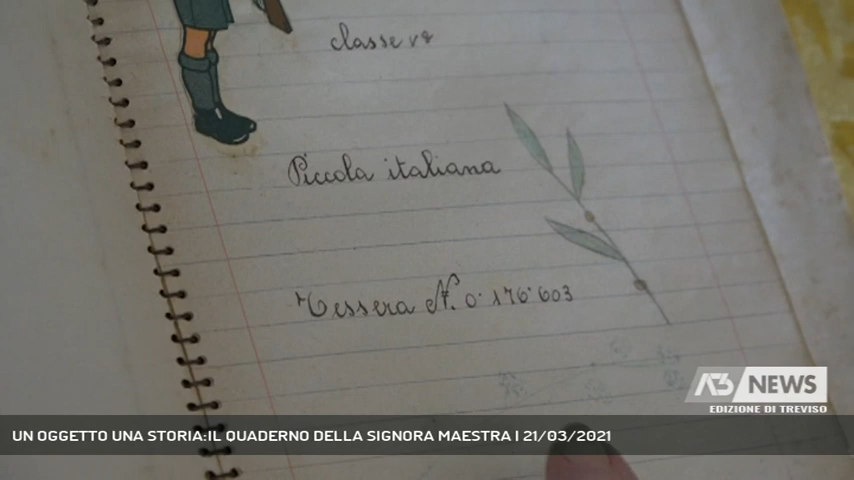 classe Vª
Piccola italiana
Tessera N. 0·176·603
A3 NEWS
EDIZIONE DI TREVISO
UN OGGETTO UNA STORIA:IL QUADERNO DELLA SIGNORA MAESTRA | 21/03/2021